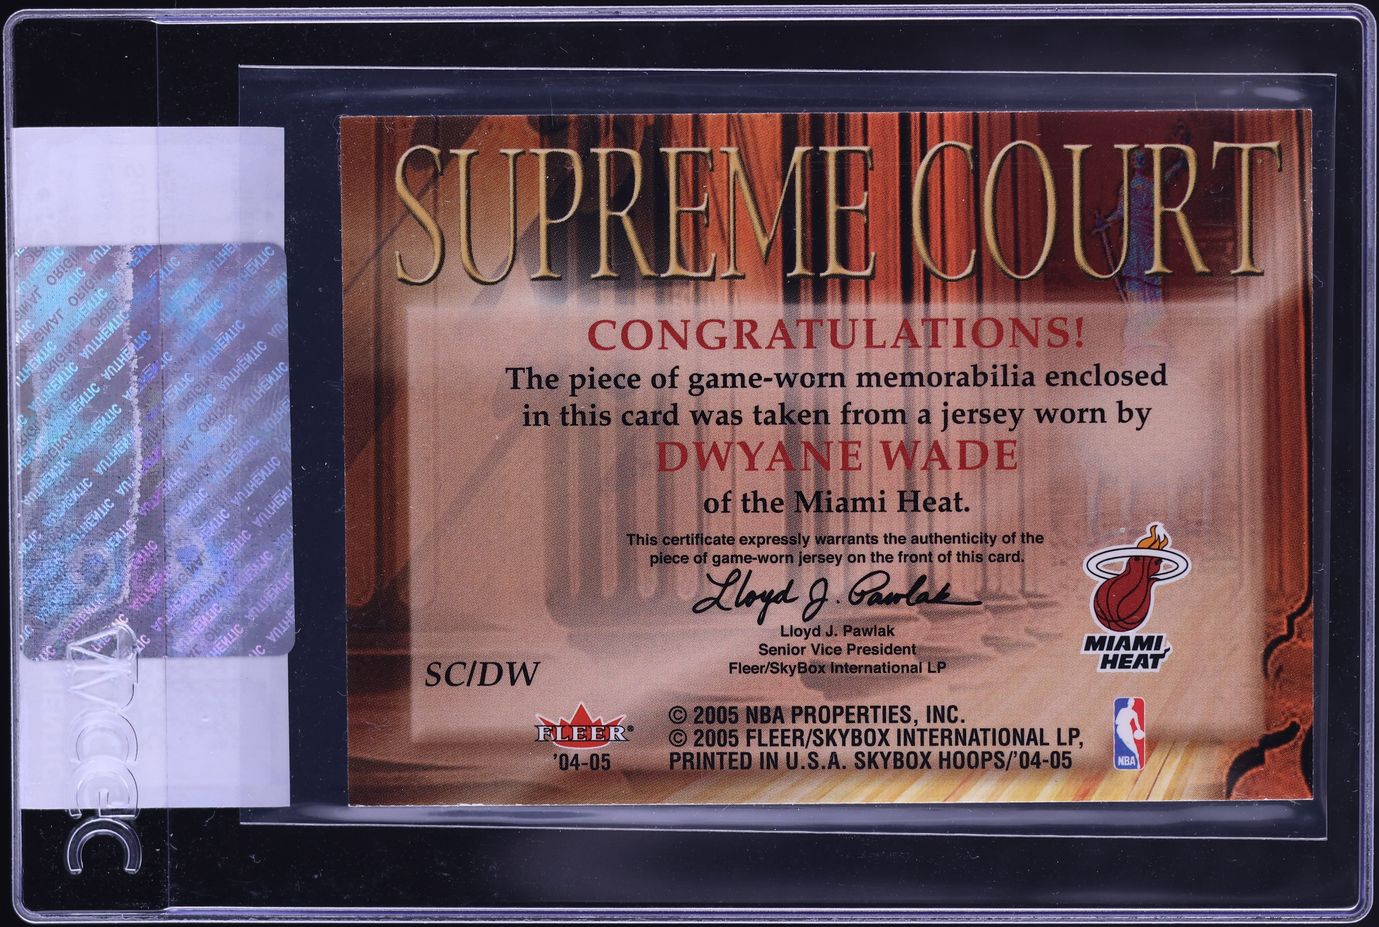 SUPREME COURT
CONGRATULATIONS!
The piece of game-worn memorabilia enclosed
in this card was taken from a jersey worn by
DWYANE WADE
of the Miami Heat.
This certificate expressly warrants the authenticity of the
piece of game-worn jersey on the front of this card.
Lloyd J. Pawlak
Lloyd J. Pawlak
Senior Vice President
Fleer/SkyBox International LP
MIAMI
HEAT
SC/DW
FLEER®
'04-05
© 2005 NBA PROPERTIES, INC.
© 2005 FLEER/SKYBOX INTERNATIONAL LP,
PRINTED IN U.S.A. SKYBOX HOOPS/'04-05
NBA
AUTHENTIC
ORIGINAL